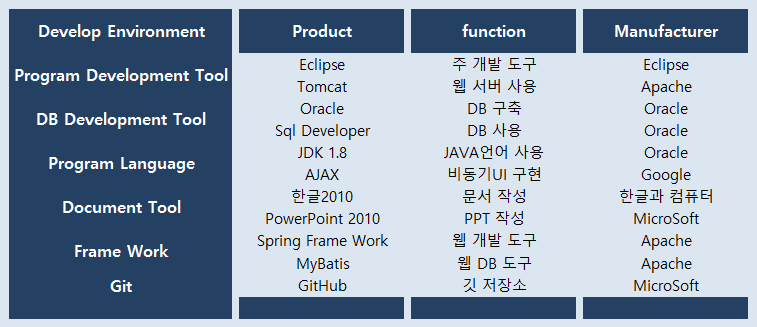 Develop Environment Product function Manufacturer
Program Development Tool Eclipse 주 개발 도구 Eclipse
Tomcat 웹 서버 사용 Apache
DB Development Tool Oracle DB 구축 Oracle
Sql Developer DB 사용 Oracle
Program Language JDK 1.8 JAVA언어 사용 Oracle
AJAX 비동기UI 구현 Google
Document Tool 한글2010 문서 작성 한글과 컴퓨터
PowerPoint 2010 PPT 작성 MicroSoft
Frame Work Spring Frame Work 웹 개발 도구 Apache
MyBatis 웹 DB 도구 Apache
Git GitHub 깃 저장소 MicroSoft